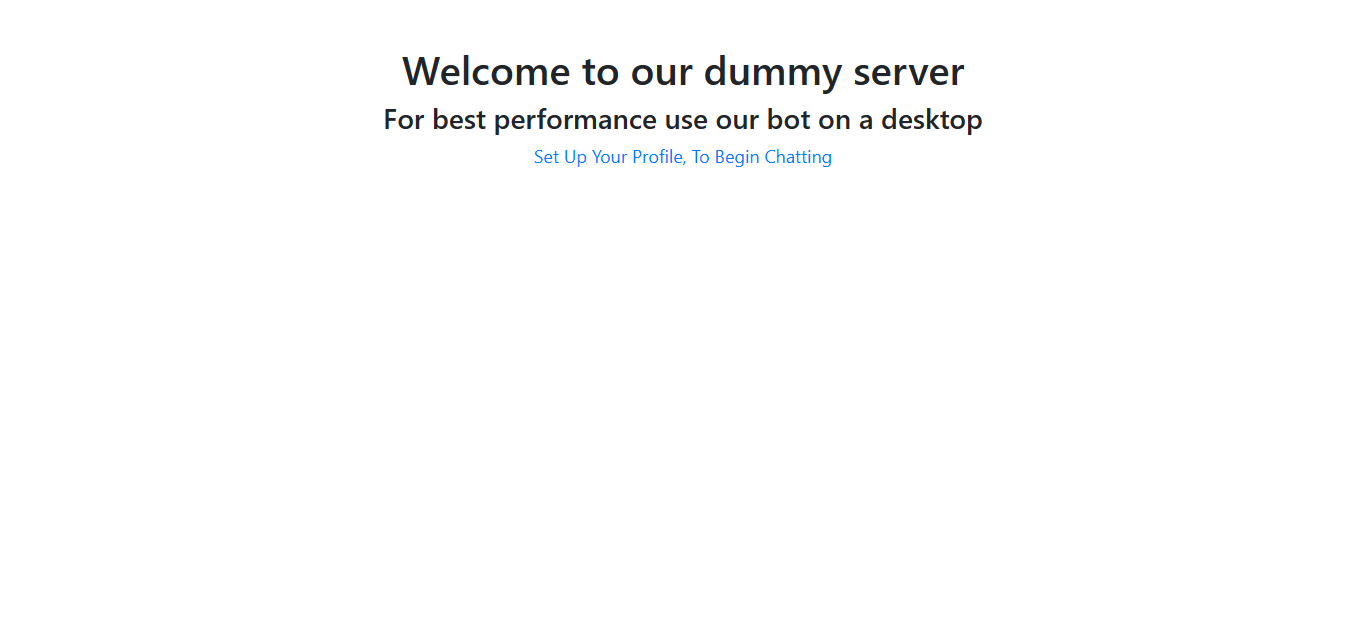 Welcome to our dummy server
For best performance use our bot on a desktop
Set Up Your Profile, To Begin Chatting